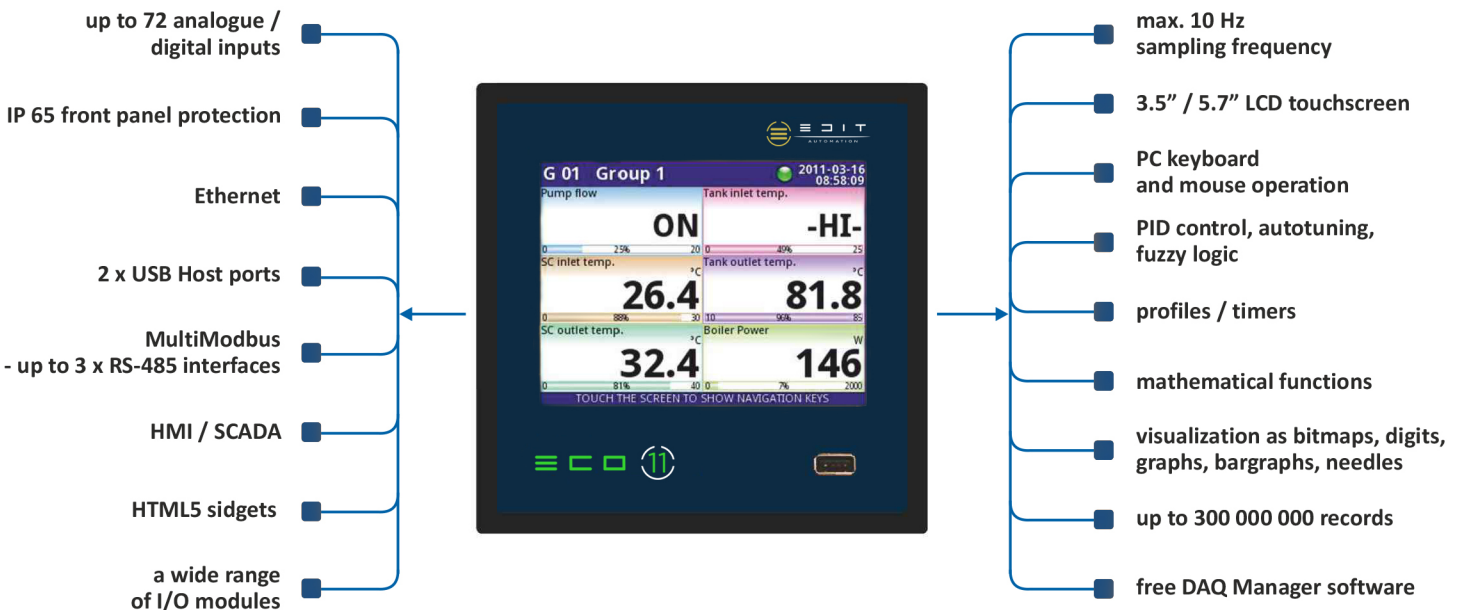 up to 72 analogue /
digital inputs
IP 65 front panel protection
Ethernet
2 x USB Host ports
MultiModbus
- up to 3 x RS-485 interfaces
HMI / SCADA
HTML5 sidgets
a wide range
of I/O modules
EDIT
AUTOMATION
G 01 Group 1
2011-03-16
08:58:09
Pump flow
ON
0 25% 20
Tank inlet temp.
-HI-
0 49% 25
SC inlet temp.
°C
26.4
0 88% 30
Tank outlet temp.
°C
81.8
10 96% 85
SC outlet temp.
°C
32.4
0 81% 40
Boiler Power
W
146
0 7% 2000
TOUCH THE SCREEN TO SHOW NAVIGATION KEYS
11
max. 10 Hz
sampling frequency
3.5” / 5.7” LCD touchscreen
PC keyboard
and mouse operation
PID control, autotuning,
fuzzy logic
profiles / timers
mathematical functions
visualization as bitmaps, digits,
graphs, bargraphs, needles
up to 300 000 000 records
free DAQ Manager software